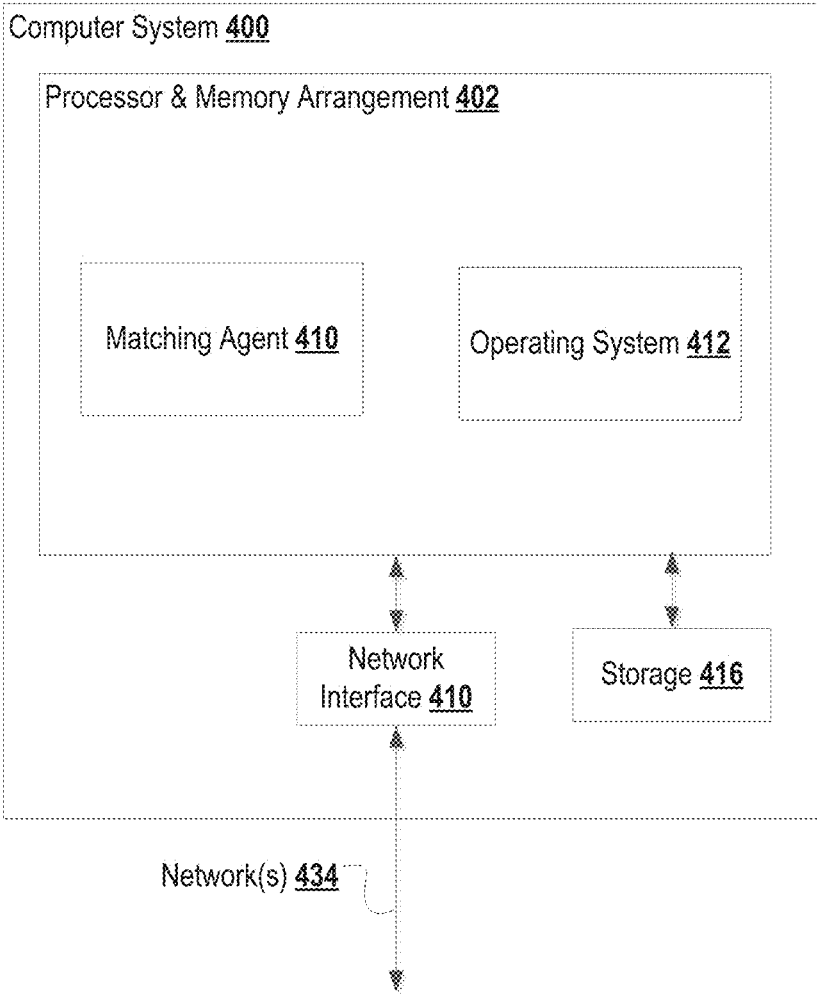 Computer System 400
Processor & Memory Arrangement 402
Matching Agent 410
Operating System 412
Network
Interface 410
Storage 416
Network(s) 434